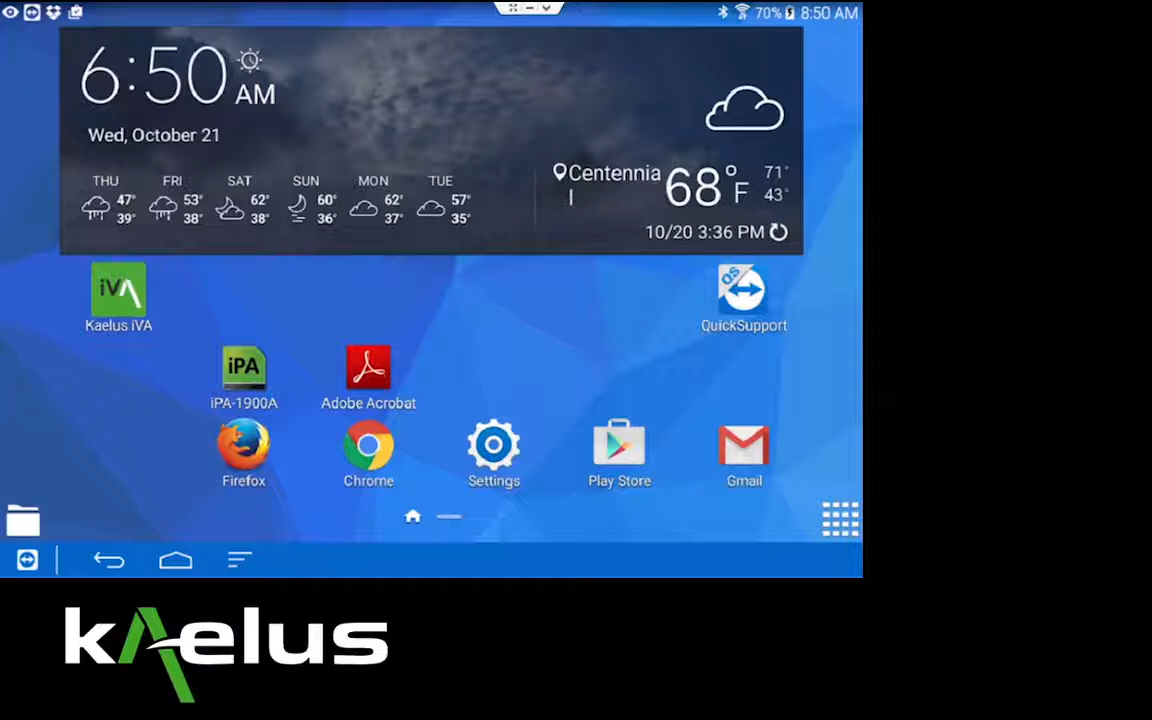 70% 8:50 AM
6:50 AM
Wed, October 21
THU FRI SAT SUN MON TUE
47° 53° 62° 60° 62° 57°
39° 38° 38° 36° 37° 35°
Centennia
l
68°F
71°
43°
10/20 3:36 PM
iVA
Kaelus iVA
QS
QuickSupport
iPA
iPA-1900A
Adobe Acrobat
Firefox
Chrome
Settings
Play Store
Gmail
kaelus